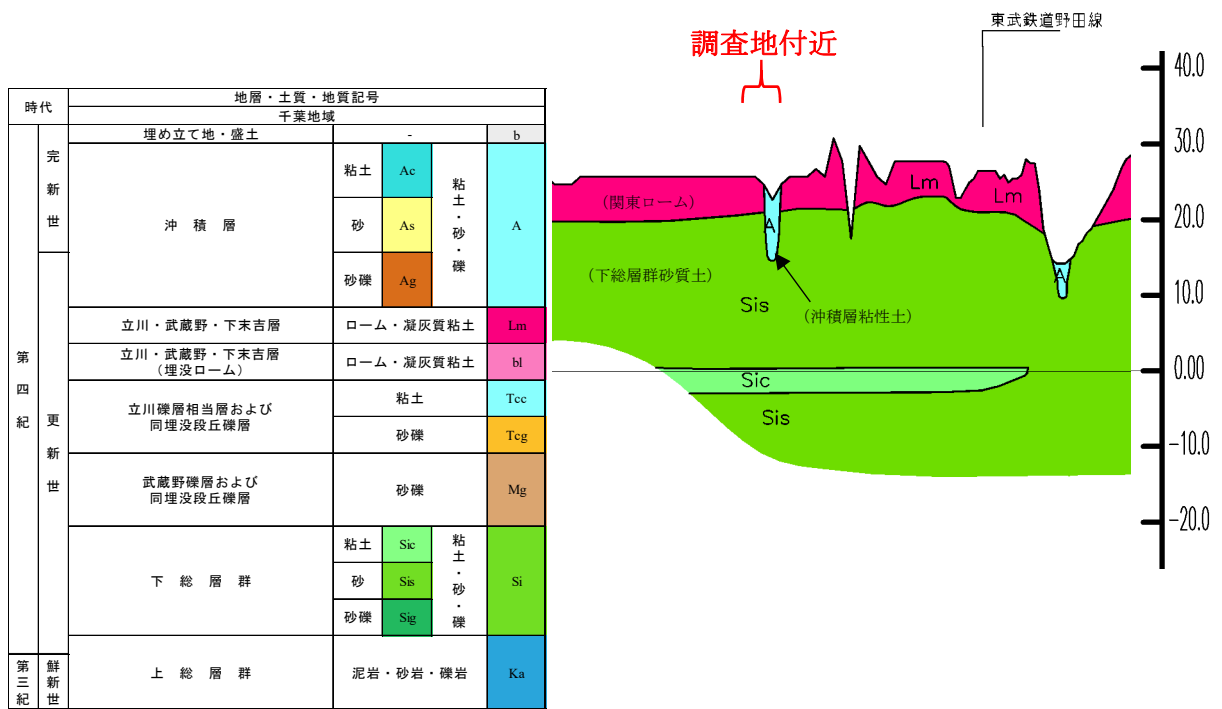 時代
地層・土質・地質記号
千葉地域
第四紀
完新世
更新世
第三紀
鮮新世
埋め立て地・盛土
-
b
沖積層
粘土
Ac
砂
As
砂礫
Ag
粘土・砂・礫
A
立川・武蔵野・下末吉層
ローム・凝灰質粘土
Lm
立川・武蔵野・下末吉層
（埋没ローム）
ローム・凝灰質粘土
bl
立川礫層相当層および
同埋没段丘礫層
粘土
Tcc
砂礫
Tcg
武蔵野礫層および
同埋没段丘礫層
砂礫
Mg
下総層群
粘土
Sic
砂
Sis
砂礫
Sig
粘土・砂・礫
Si
上総層群
泥岩・砂岩・礫岩
Ka
東武鉄道野田線
調査地付近
（関東ローム）
A
Lm
Lm
A
（下総層群砂質土）
Sis
（沖積層粘性土）
Sic
Sis
40.0
30.0
20.0
10.0
0.00
-10.0
-20.0